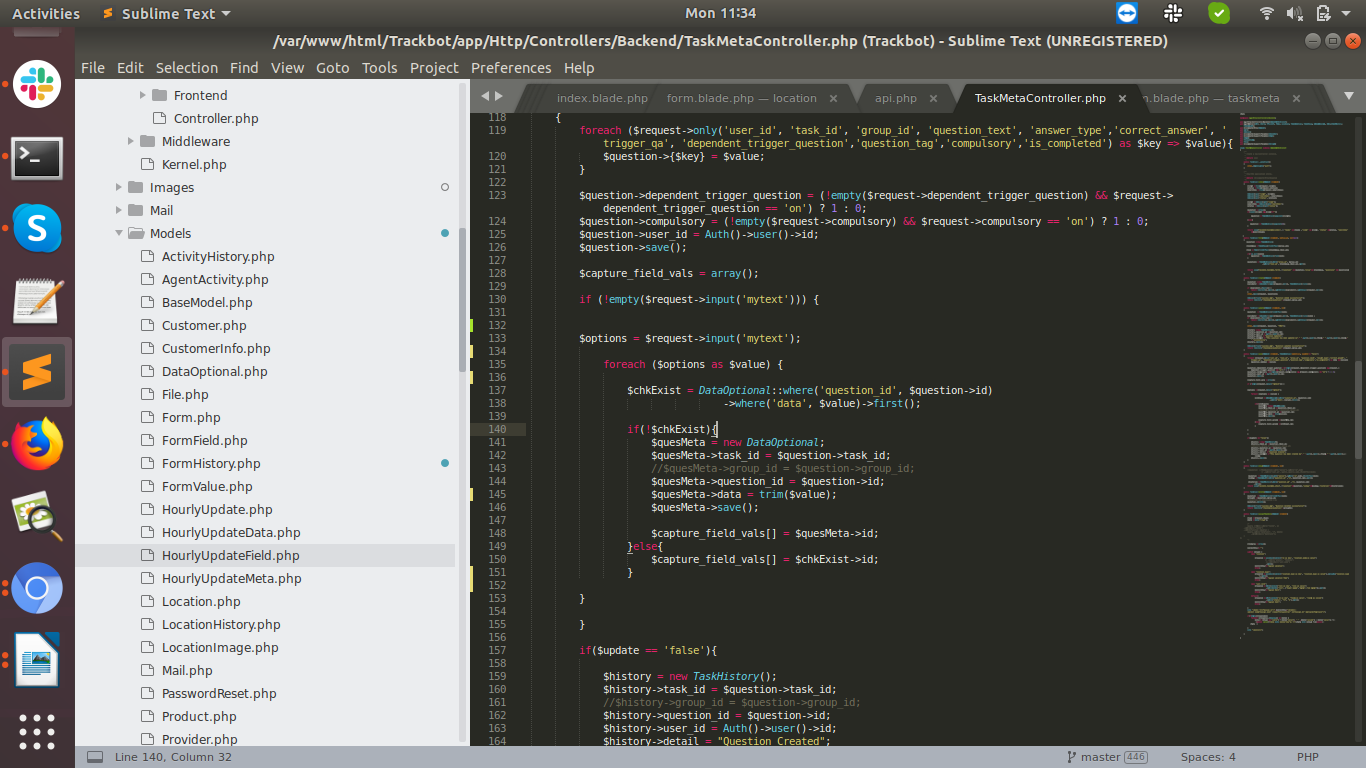 Activities Sublime Text Mon 11:34
/var/www/html/Trackbot/app/Http/Controllers/Backend/TaskMetaController.php (Trackbot) - Sublime Text (UNREGISTERED)
File Edit Selection Find View Goto Tools Project Preferences Help
Frontend
Controller.php
Middleware
Kernel.php
Images
Mail
Models
ActivityHistory.php
AgentActivity.php
BaseModel.php
Customer.php
CustomerInfo.php
DataOptional.php
File.php
Form.php
FormField.php
FormHistory.php
FormValue.php
HourlyUpdate.php
HourlyUpdateData.php
HourlyUpdateField.php
HourlyUpdateMeta.php
Location.php
LocationHistory.php
LocationImage.php
Mail.php
PasswordReset.php
Product.php
Provider.php
index.blade.php form.blade.php — location api.php TaskMetaController.php n.blade.php — taskmeta
118 {
119 foreach ($request->only('user_id', 'task_id', 'group_id', 'question_text', 'answer_type','correct_answer', '
trigger_qa', 'dependent_trigger_question','question_tag','compulsory','is_completed') as $key => $value){
120 $question->{$key} = $value;
121 }
122
123 $question->dependent_trigger_question = (!empty($request->dependent_trigger_question) && $request->
dependent_trigger_question == 'on') ? 1 : 0;
124 $question->compulsory = (!empty($request->compulsory) && $request->compulsory == 'on') ? 1 : 0;
125 $question->user_id = Auth()->user()->id;
126 $question->save();
127
128 $capture_field_vals = array();
129
130 if (!empty($request->input('mytext'))) {
131
132
133 $options = $request->input('mytext');
134
135 foreach ($options as $value) {
136
137 $chkExist = DataOptional::where('question_id', $question->id)
138 ->where('data', $value)->first();
139
140 if(!$chkExist){
141 $quesMeta = new DataOptional;
142 $quesMeta->task_id = $question->task_id;
143 //$quesMeta->group_id = $question->group_id;
144 $quesMeta->question_id = $question->id;
145 $quesMeta->data = trim($value);
146 $quesMeta->save();
147
148 $capture_field_vals[] = $quesMeta->id;
149 }else{
150 $capture_field_vals[] = $chkExist->id;
151 }
152
153 }
154
155 }
156
157 if($update == 'false'){
158
159 $history = new TaskHistory();
160 $history->task_id = $question->task_id;
161 //$history->group_id = $question->group_id;
162 $history->question_id = $question->id;
163 $history->user_id = Auth()->user()->id;
164 $history->detail = "Question Created";
Line 140, Column 32 master 446 Spaces: 4 PHP